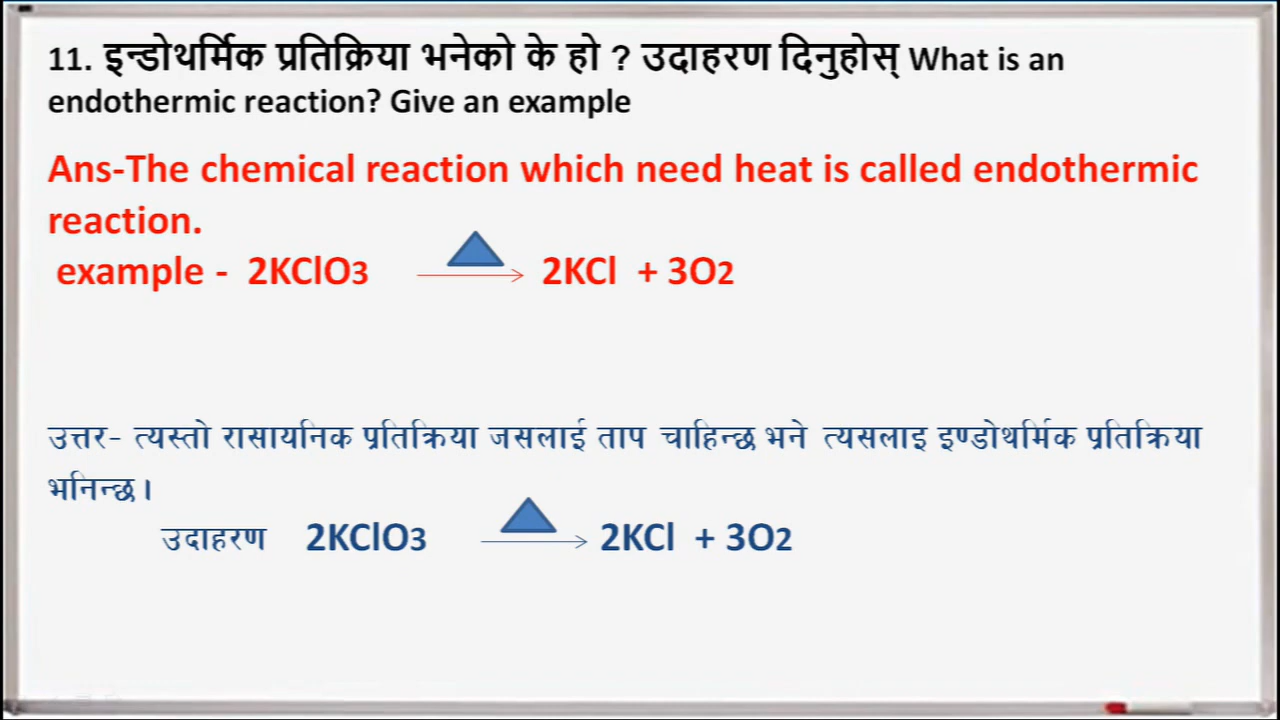 11. इन्डोथर्मिक प्रतिक्रिया भनेको के हो ? उदाहरण दिनुहोस् What is an
endothermic reaction? Give an example
Ans-The chemical reaction which need heat is called endothermic
reaction.
example - 2KClO3 → 2KCl + 3O2
उत्तर- त्यस्तो रासायनिक प्रतिक्रिया जसलाई ताप चाहिन्छ भने त्यसलाइ इण्डोथर्मिक प्रतिक्रिया
भनिन्छ।
उदाहरण 2KClO3 → 2KCl + 3O2